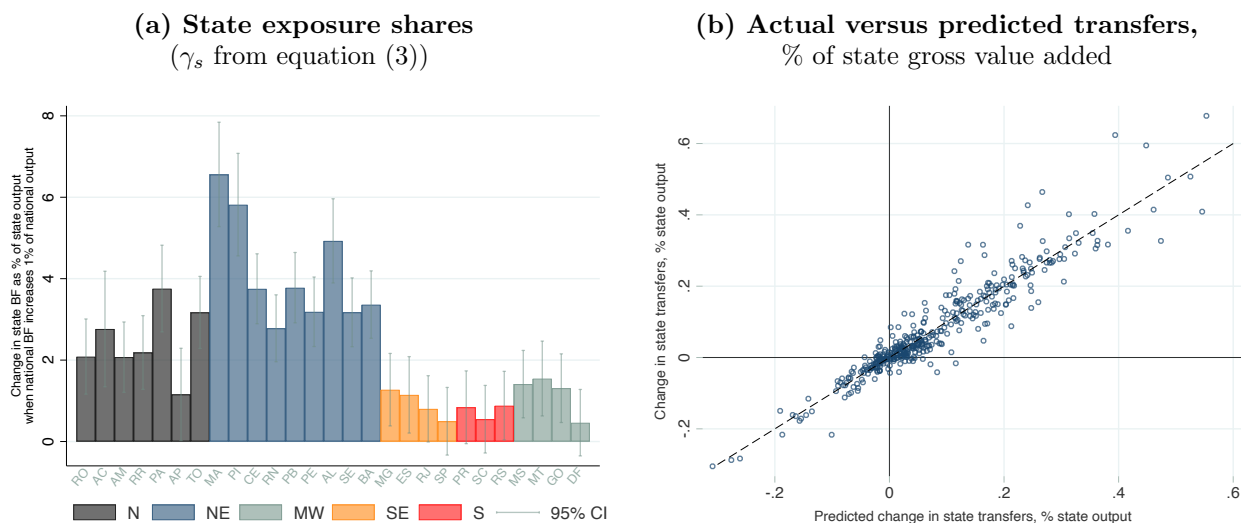 (a) State exposure shares
(γs from equation (3))
Change in state BF as % of state output
when national BF increases 1% of national output
8
6
4
2
0
RO AC AM RR PA AP TO MA PI CE RN PB PE AL SE BA MG ES RJ SP PR SC RS MS MT GO DF
N NE MW SE S 95% CI
(b) Actual versus predicted transfers,
% of state gross value added
Change in state transfers, % state output
.6
.4
.2
0
-.2
-.2 0 .2 .4 .6
Predicted change in state transfers, % state output